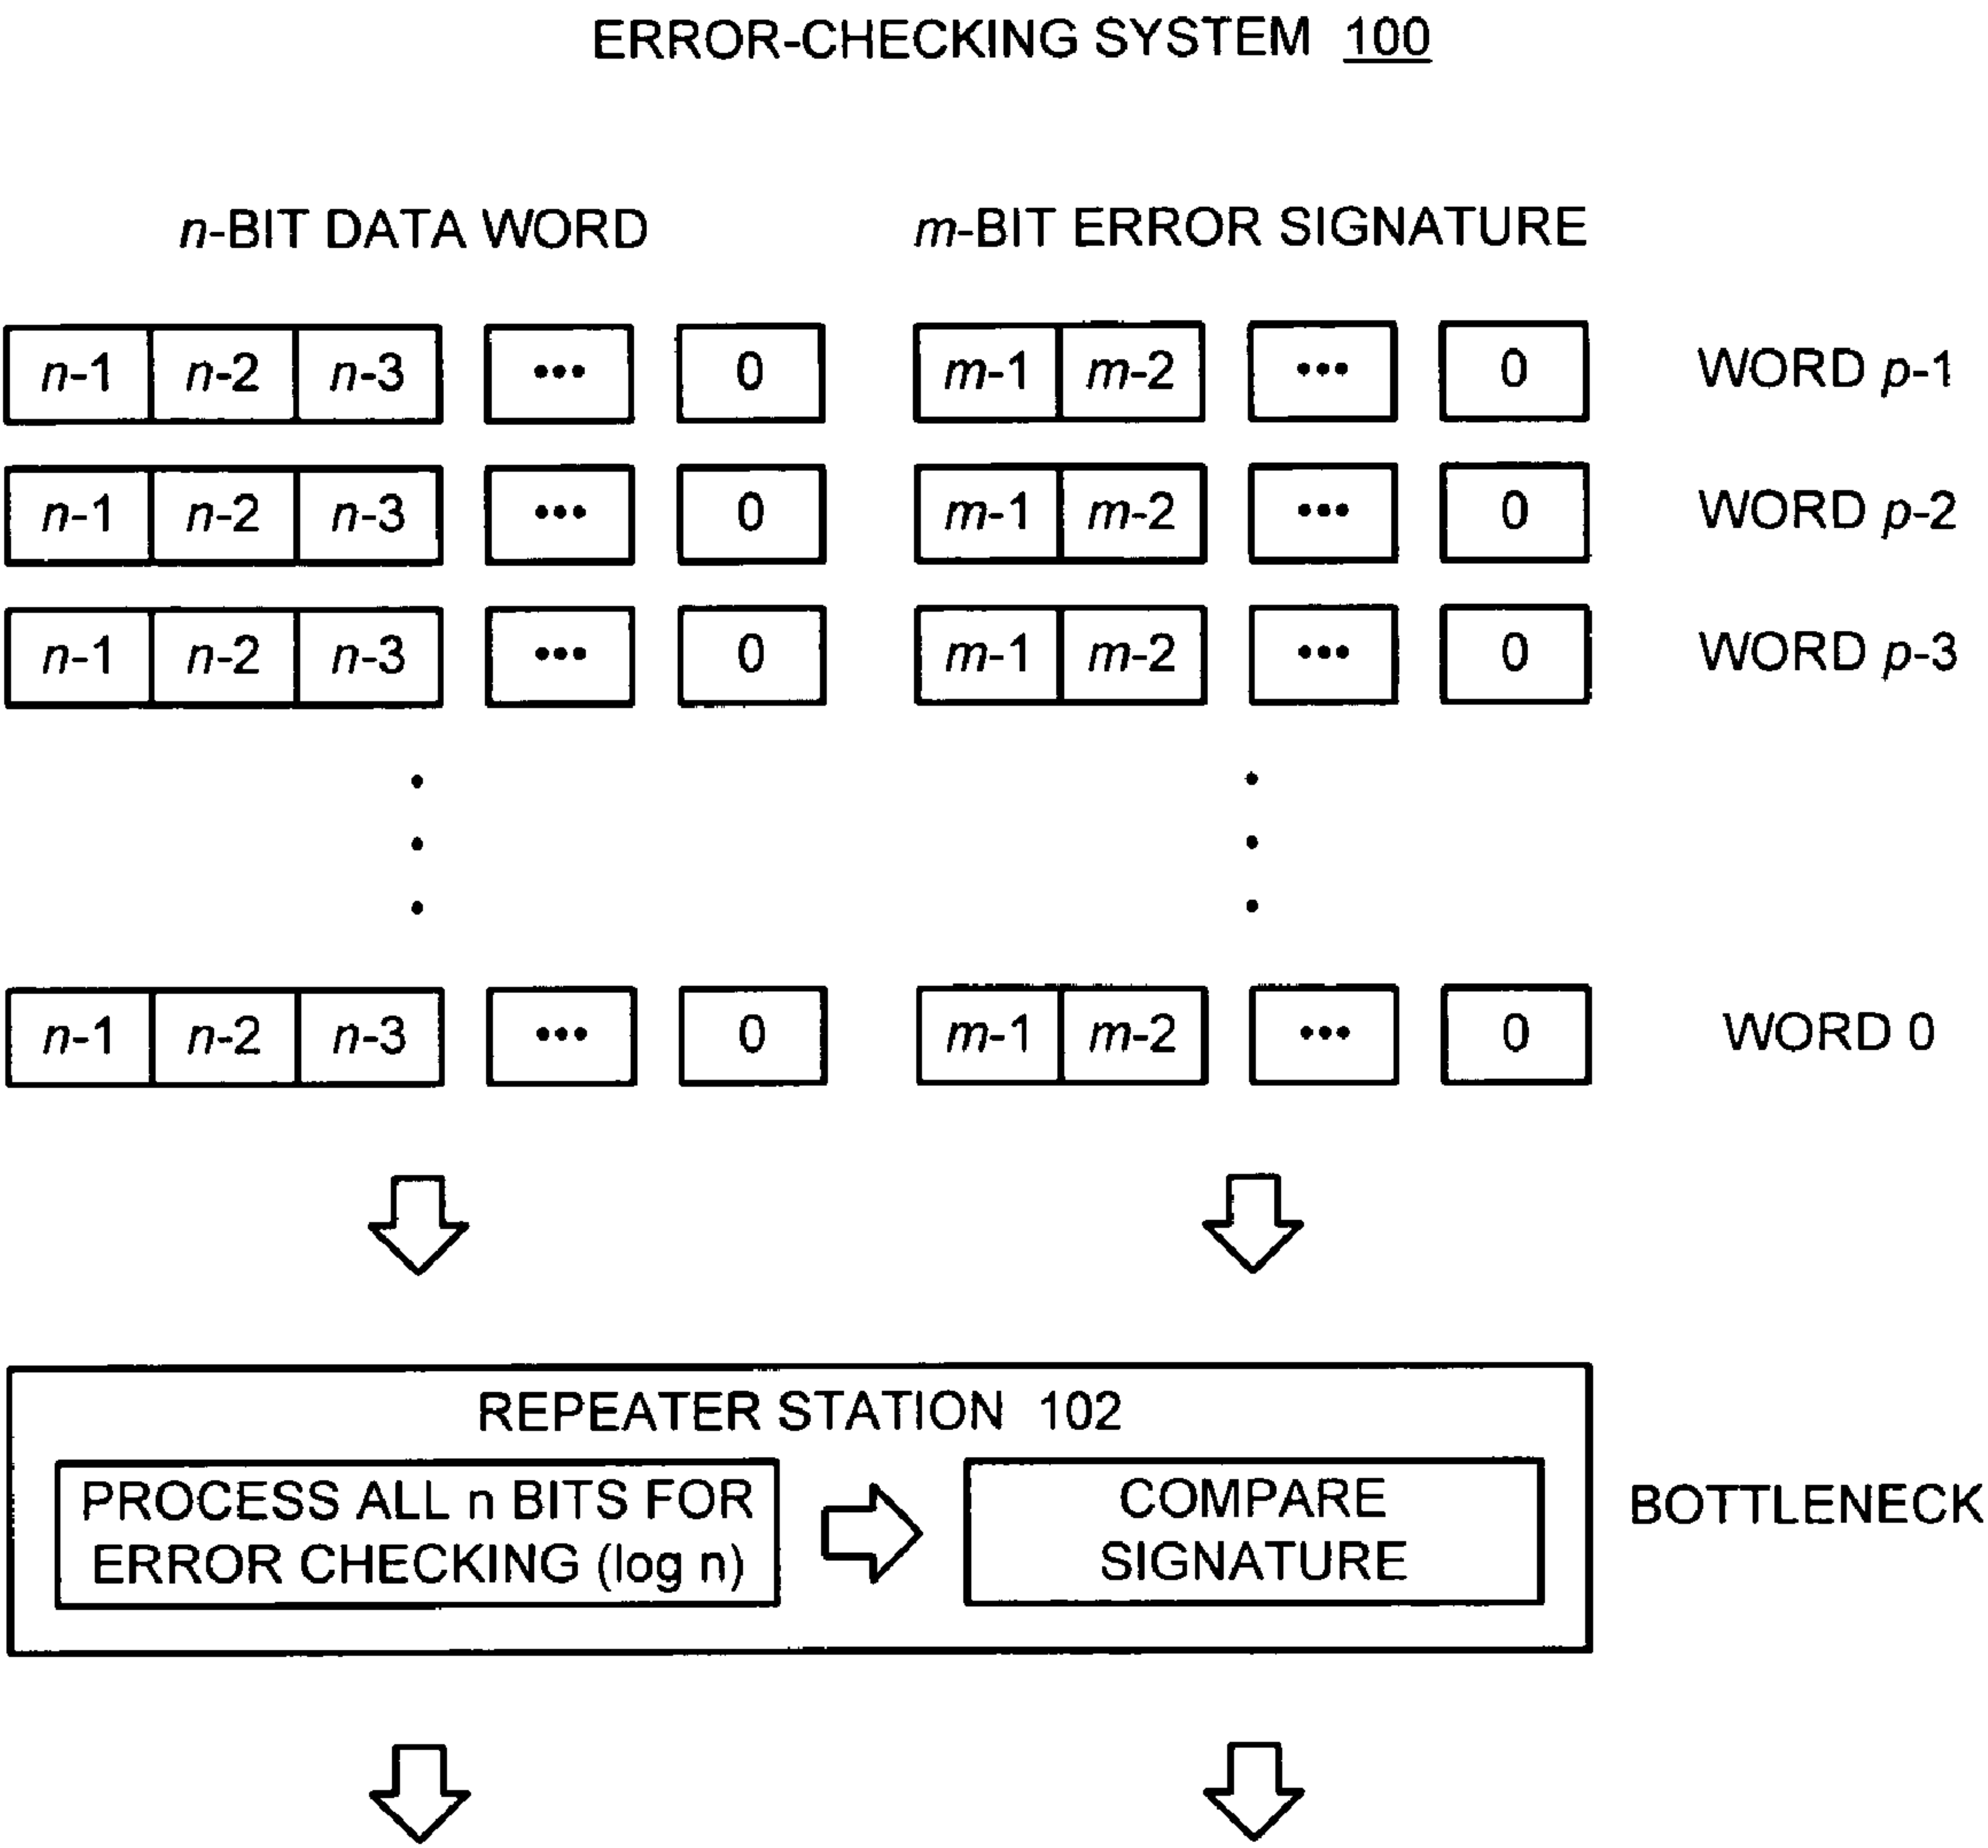 ERROR-CHECKING SYSTEM 100
n-BIT DATA WORD m-BIT ERROR SIGNATURE
n-1 n-2 n-3 ... 0 m-1 m-2 ... 0 WORD p-1
n-1 n-2 n-3 ... 0 m-1 m-2 ... 0 WORD p-2
n-1 n-2 n-3 ... 0 m-1 m-2 ... 0 WORD p-3
n-1 n-2 n-3 ... 0 m-1 m-2 ... 0 WORD 0
REPEATER STATION 102
PROCESS ALL n BITS FOR
ERROR CHECKING (log n)
COMPARE
SIGNATURE
BOTTLENECK